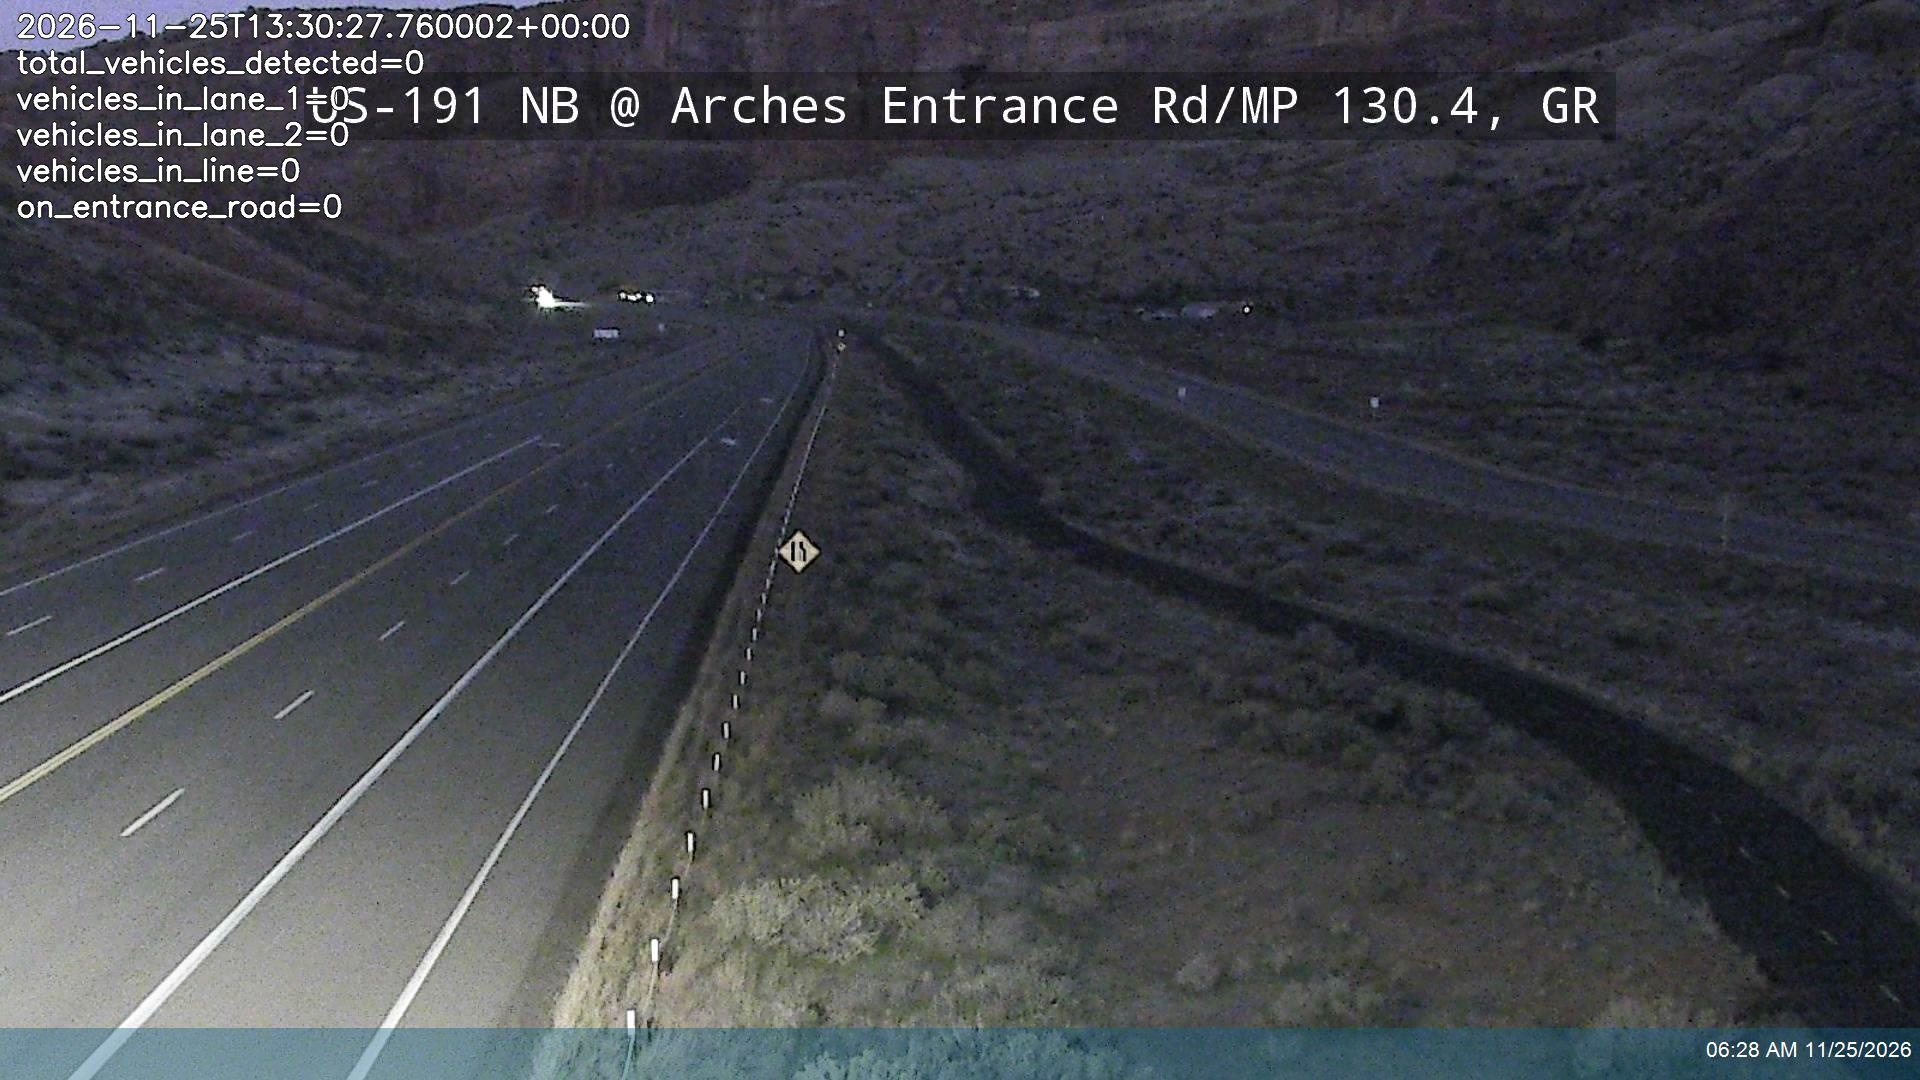 2026-11-25T13:30:27.760002+00:00
total_vehicles_detected=0
vehicles_in_lane_1=0
US-191 NB @ Arches Entrance Rd/MP 130.4, GR
vehicles_in_lane_2=0
vehicles_in_line=0
on_entrance_road=0
06:28 AM 11/25/2026